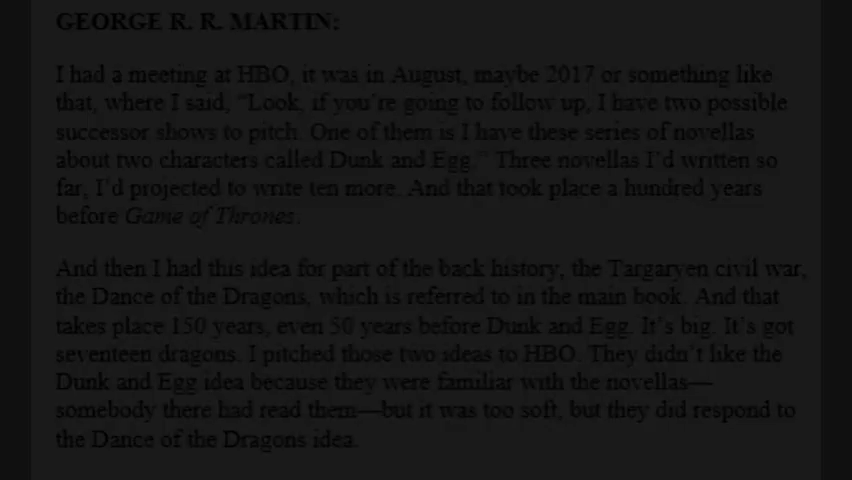 GEORGE R. R. MARTIN:
I had a meeting at HBO, it was in August, maybe 2017 or something like
that, where I said, “Look, if you’re going to follow up, I have two possible
successor shows to pitch. One of them is I have these series of novellas
about two characters called Dunk and Egg.” Three novellas I’d written so
far, I’d projected to write ten more. And that took place a hundred years
before Game of Thrones.
And then I had this idea for part of the back history, the Targaryen civil war,
the Dance of the Dragons, which is referred to in the main book. And that
takes place 150 years, even 50 years before Dunk and Egg. It’s big. It’s got
seventeen dragons. I pitched those two ideas to HBO. They didn’t like the
Dunk and Egg idea because they were familiar with the novellas—
somebody there had read them—but it was too soft, but they did respond to
the Dance of the Dragons idea.